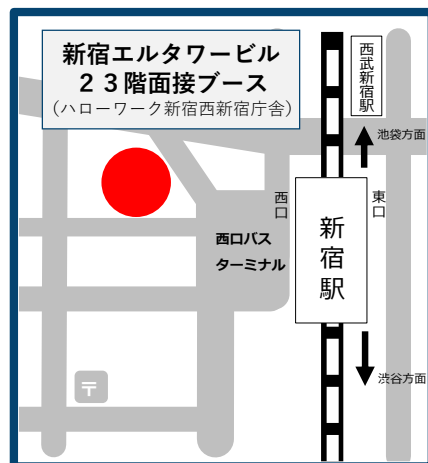 新宿エルタワービル
２３階面接ブース
(ハローワーク新宿西新宿庁舎)
西武新宿駅
池袋方面
西口
東口
新宿駅
西口バス
ターミナル
渋谷方面
〒